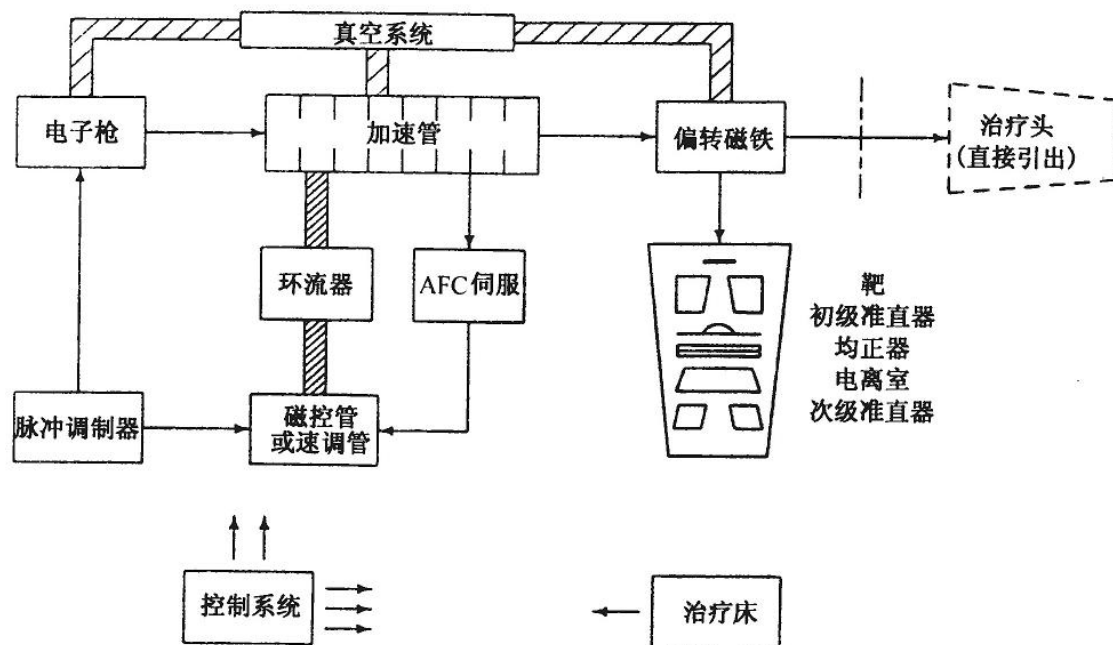 真空系统
电子枪
加速管
偏转磁铁
治疗头
(直接引出)
环流器
AFC伺服
靶
初级准直器
均正器
电离室
次级准直器
脉冲调制器
磁控管
或速调管
控制系统
治疗床